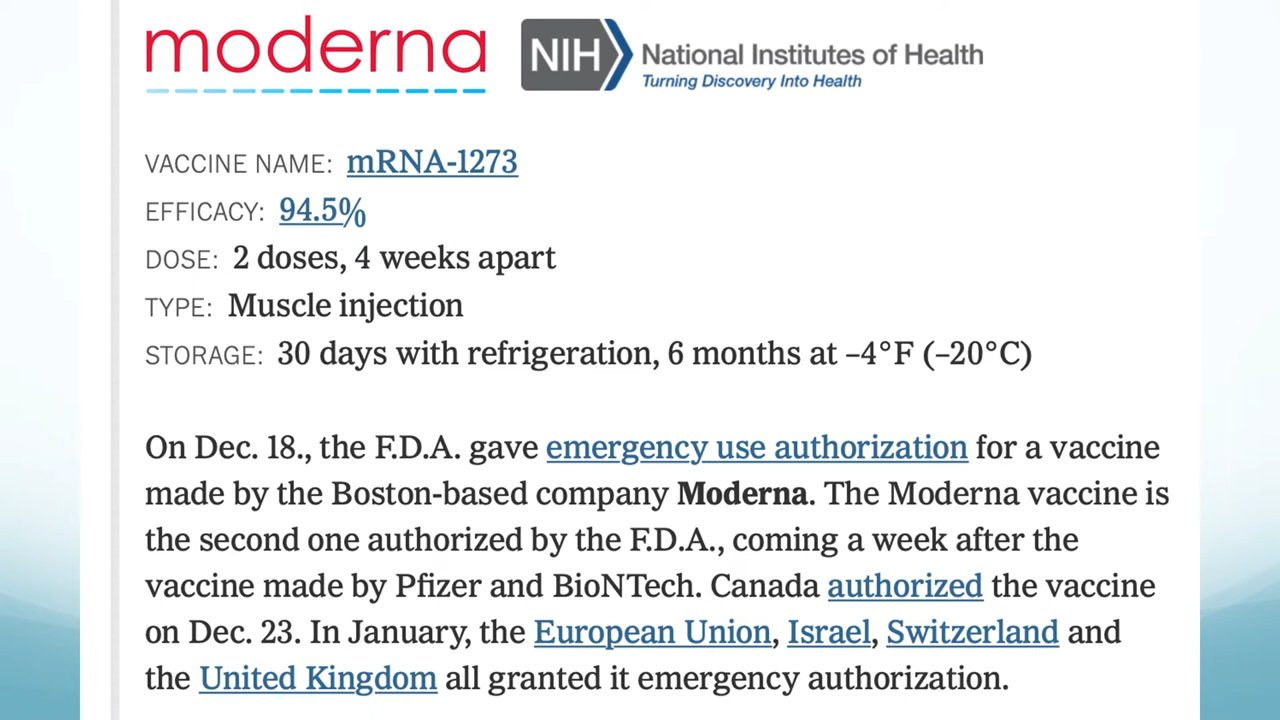 moderna
NIH National Institutes of Health
Turning Discovery Into Health
VACCINE NAME: mRNA-1273
EFFICACY: 94.5%
DOSE: 2 doses, 4 weeks apart
TYPE: Muscle injection
STORAGE: 30 days with refrigeration, 6 months at –4°F (–20°C)
On Dec. 18., the F.D.A. gave emergency use authorization for a vaccine
made by the Boston-based company Moderna. The Moderna vaccine is
the second one authorized by the F.D.A., coming a week after the
vaccine made by Pfizer and BioNTech. Canada authorized the vaccine
on Dec. 23. In January, the European Union, Israel, Switzerland and
the United Kingdom all granted it emergency authorization.